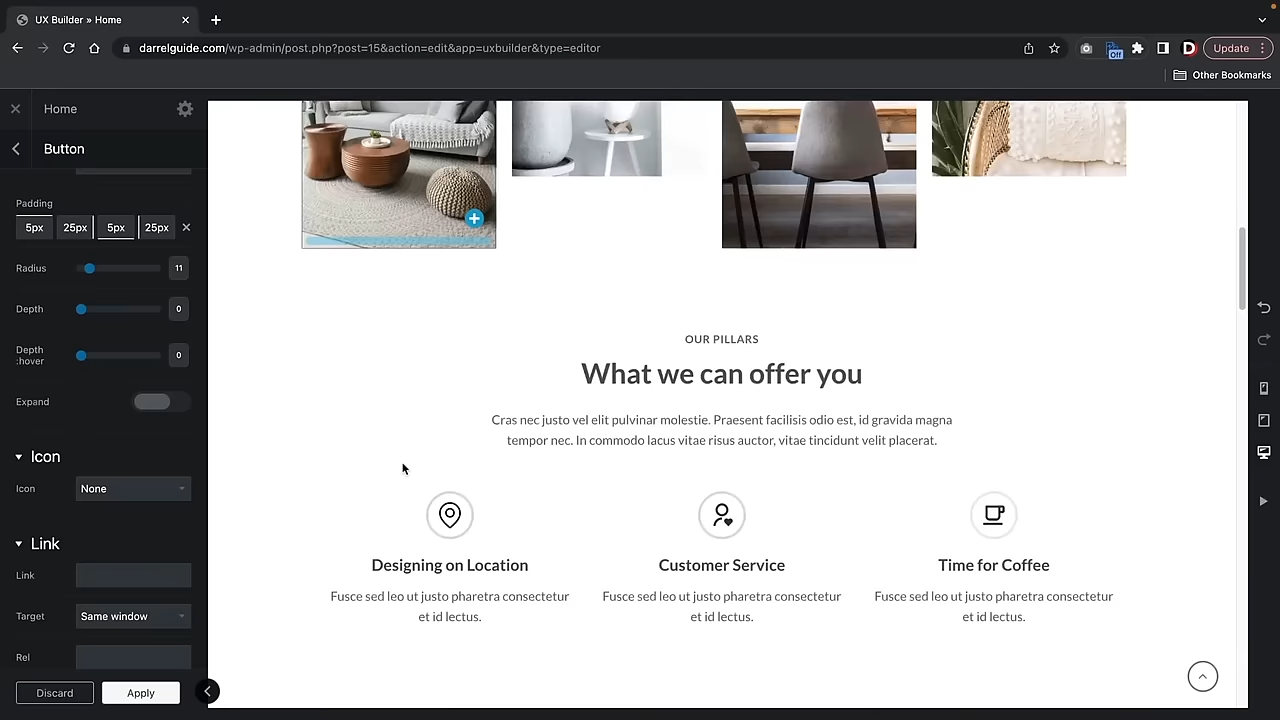 UX Builder » Home
darrelguide.com/wp-admin/post.php?post=15&action=edit&app=uxbuilder&type=editor
Off
D
Update
Other Bookmarks
Home
Button
Padding
5px 25px 5px 25px
Radius 11
Depth 0
Depth :hover 0
Expand
Icon
Icon None
Link
Link
Target Same window
Rel
Discard Apply
OUR PILLARS
What we can offer you
Cras nec justo vel elit pulvinar molestie. Praesent facilisis odio est, id gravida magna
tempor nec. In commodo lacus vitae risus auctor, vitae tincidunt velit placerat.
Designing on Location
Fusce sed leo ut justo pharetra consectetur
et id lectus.
Customer Service
Fusce sed leo ut justo pharetra consectetur
et id lectus.
Time for Coffee
Fusce sed leo ut justo pharetra consectetur
et id lectus.